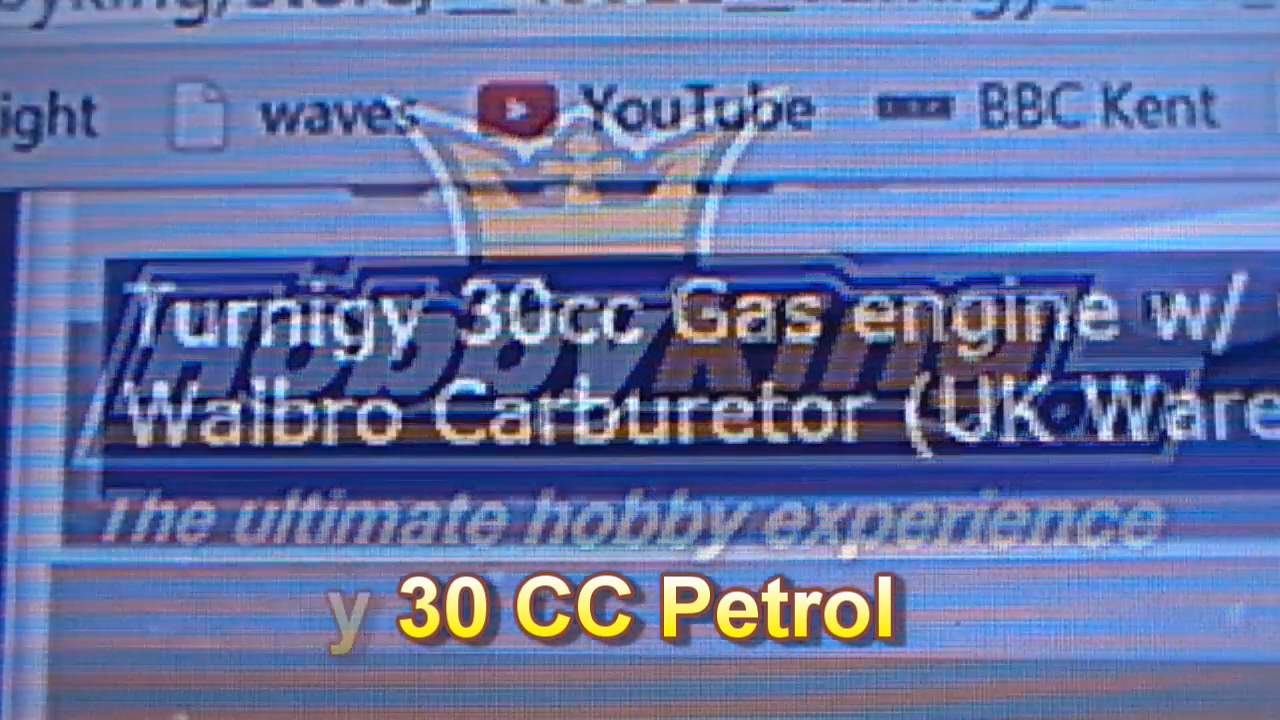 ight waves YouTube BBC Kent
Turnigy 30cc Gas engine w/
HobbyKing
Walbro Carburetor (UK Ware
The ultimate hobby experience
y 30 CC Petrol